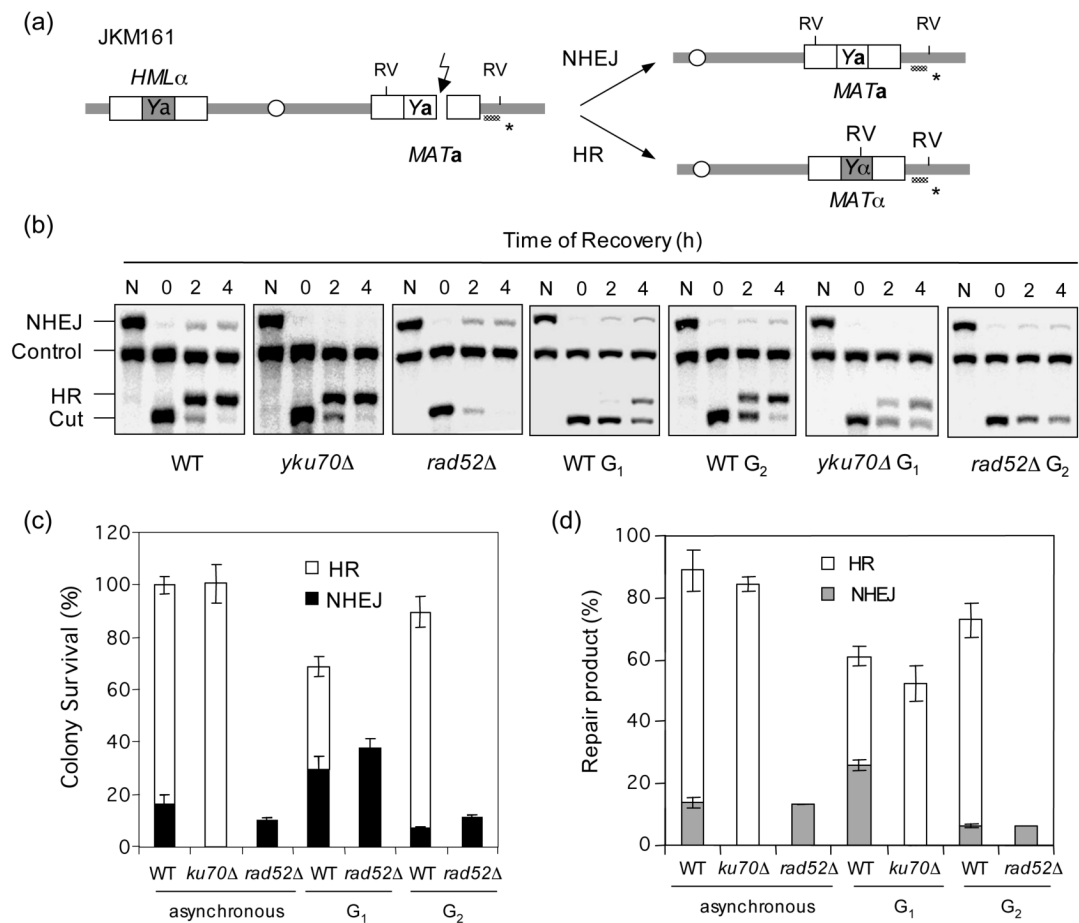 (a)
JKM161
HMLα
Ya
RV
Ya
RV
*
MATa
NHEJ
HR
RV
Ya
RV
*
MATa
RV
Yα
RV
*
MATα
(b)
Time of Recovery (h)
N 0 2 4 N 0 2 4 N 0 2 4 N 0 2 4 N 0 2 4 N 0 2 4 N 0 2 4
NHEJ
Control
HR
Cut
WT yku70Δ rad52Δ WT G1 WT G2 yku70Δ G1 rad52Δ G2
(c)
Colony Survival (%)
120
100
80
60
40
20
0
HR
NHEJ
WT ku70Δ rad52Δ WT rad52Δ WT rad52Δ
asynchronous G1 G2
(d)
Repair product (%)
100
80
60
40
20
0
HR
NHEJ
WT ku70Δ rad52Δ WT ku70Δ WT rad52Δ
asynchronous G1 G2